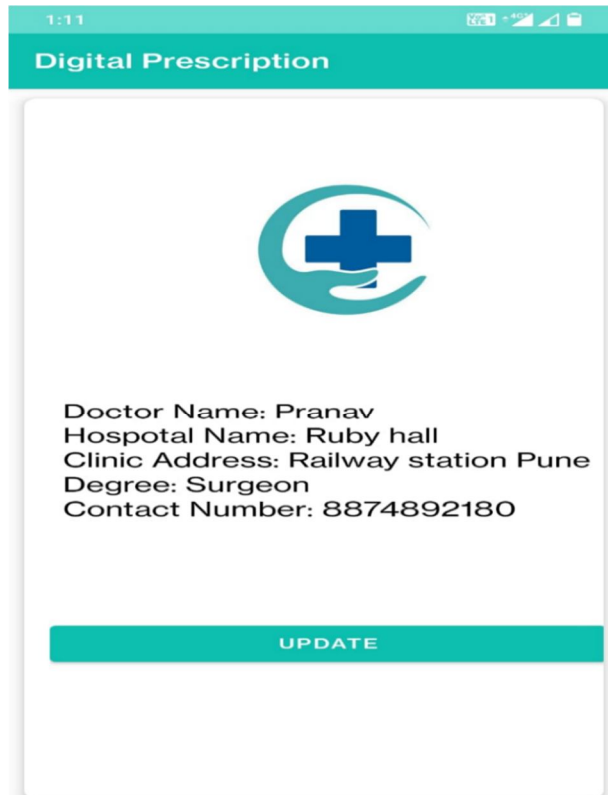 1:11
Digital Prescription
Doctor Name: Pranav
Hospotal Name: Ruby hall
Clinic Address: Railway station Pune
Degree: Surgeon
Contact Number: 8874892180
UPDATE